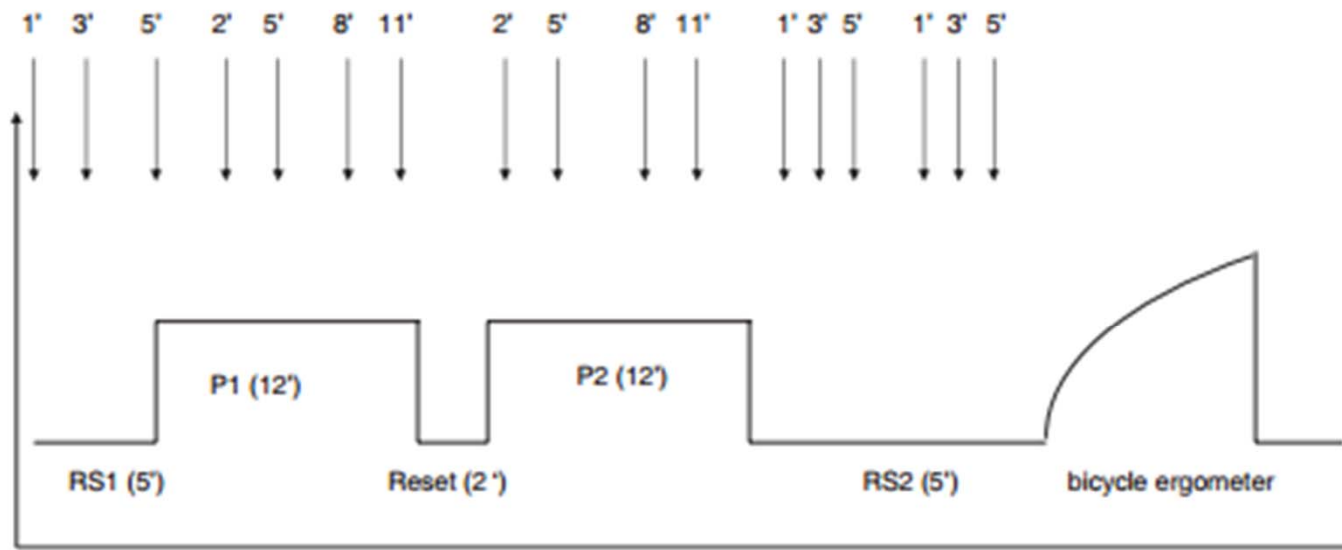 1' 3' 5' 2' 5' 8' 11' 2' 5' 8' 11' 1' 3' 5' 1' 3' 5'
P1 (12')
P2 (12')
RS1 (5')
Reset (2 ')
RS2 (5')
bicycle ergometer